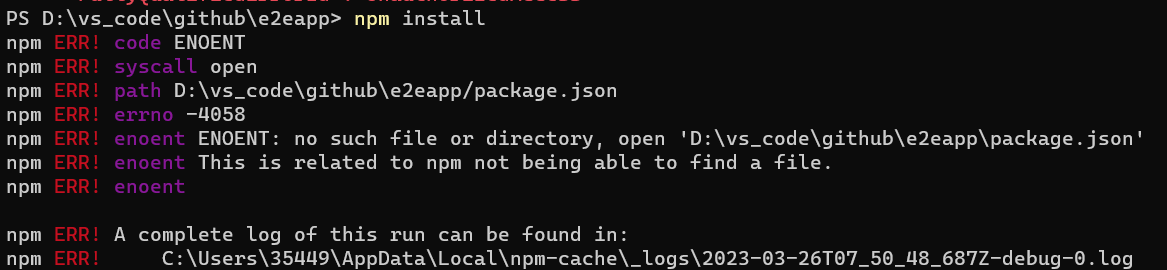 PS D:\vs_code\github\e2eapp> npm install
npm ERR! code ENOENT
npm ERR! syscall open
npm ERR! path D:\vs_code\github\e2eapp/package.json
npm ERR! errno -4058
npm ERR! enoent ENOENT: no such file or directory, open 'D:\vs_code\github\e2eapp\package.json'
npm ERR! enoent This is related to npm not being able to find a file.
npm ERR! enoent
npm ERR! A complete log of this run can be found in:
npm ERR!     C:\Users\35449\AppData\Local\npm-cache\_logs\2023-03-26T07_50_48_687Z-debug-0.log